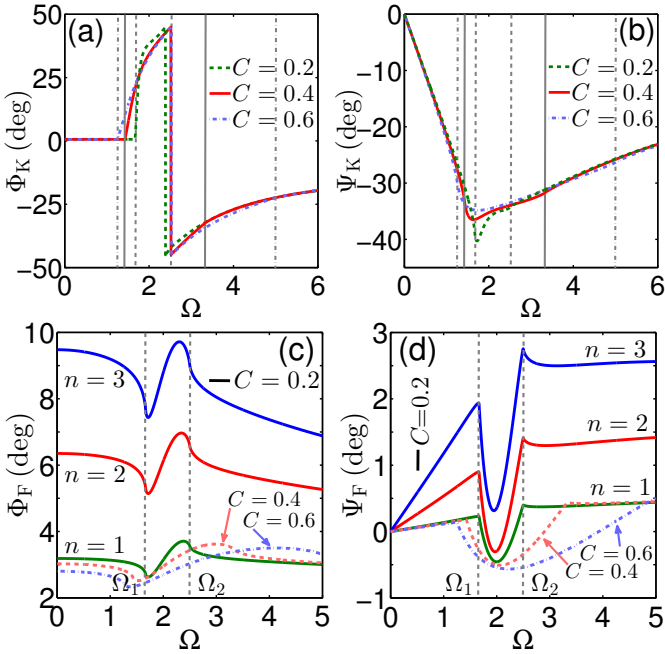 (a)
50
25
0
−25
−50
0
2
4
6
Φ_K (deg)
Ω
C = 0.2
C = 0.4
C = 0.6
(b)
0
−10
−20
−30
−40
0
2
4
6
Ψ_K (deg)
Ω
C = 0.2
C = 0.4
C = 0.6
(c)
10
8
6
4
2
0
1
2
3
4
5
Φ_F (deg)
Ω
n = 3
C = 0.2
n = 2
n = 1
C = 0.4
C = 0.6
Ω_1
Ω_2
(d)
3
2
1
0
−1
0
1
2
3
4
5
Ψ_F (deg)
Ω
C=0.2
n = 3
n = 2
n = 1
C = 0.6
C = 0.4
Ω_1
Ω_2